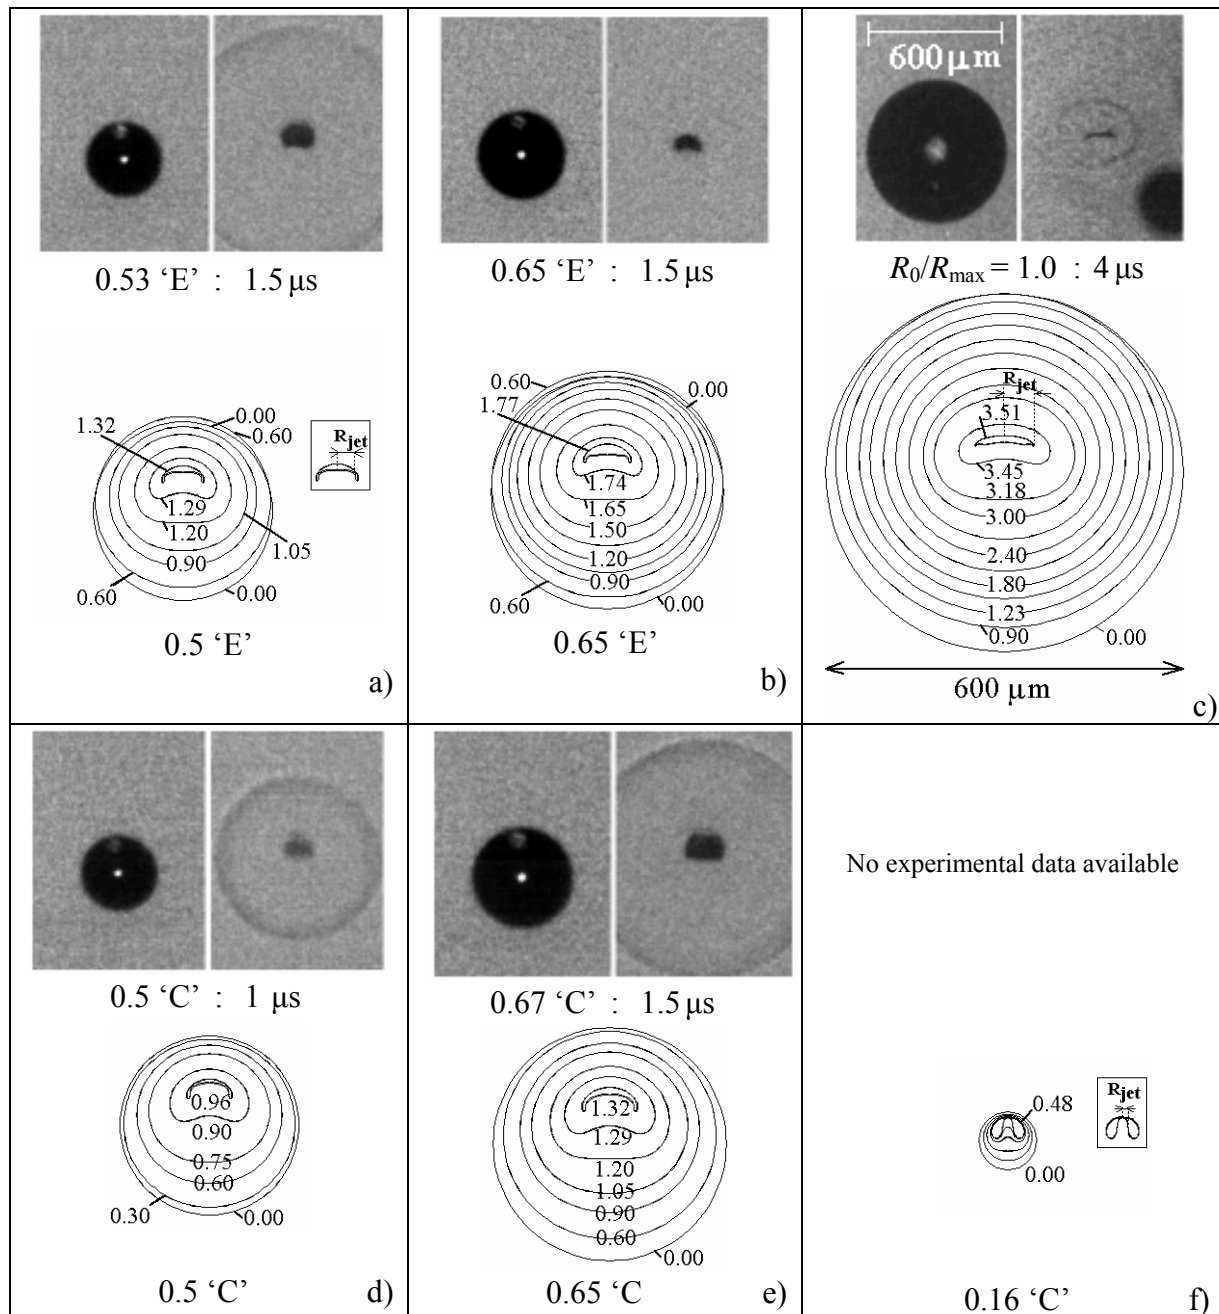 600 μm
0.53 ‘E’ : 1.5 μs
0.00
0.60
1.32
Rjet
1.29
1.20
1.05
0.90
0.60
0.00
0.5 ‘E’
a)
0.65 ‘E’ : 1.5 μs
0.60
0.00
1.77
1.74
1.65
1.50
1.20
0.90
0.60
0.00
0.65 ‘E’
b)
R0/Rmax = 1.0 : 4 μs
Rjet
3.51
3.45
3.18
3.00
2.40
1.80
1.23
0.90
0.00
600 μm
c)
0.5 ‘C’ : 1 μs
0.96
0.90
0.75
0.60
0.30
0.00
0.5 ‘C’
d)
0.67 ‘C’ : 1.5 μs
1.32
1.29
1.20
1.05
0.90
0.60
0.00
0.65 ‘C
e)
No experimental data available
Rjet
0.48
0.00
0.16 ‘C’
f)